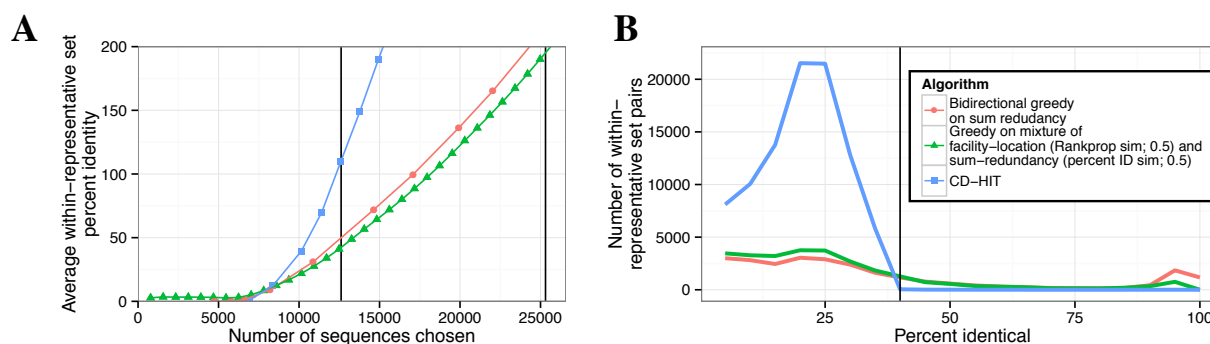 A
Average within-representative set
percent identity
200
150
100
50
0
0
5000
10000
15000
20000
25000
Number of sequences chosen
B
Number of within-
representative set pairs
20000
15000
10000
5000
0
25
50
75
100
Percent identical
Algorithm
Bidirectional greedy
on sum redudancy
Greedy on mixture of
facility-location (Rankprop sim; 0.5) and
sum-redundancy (percent ID sim; 0.5)
CD-HIT